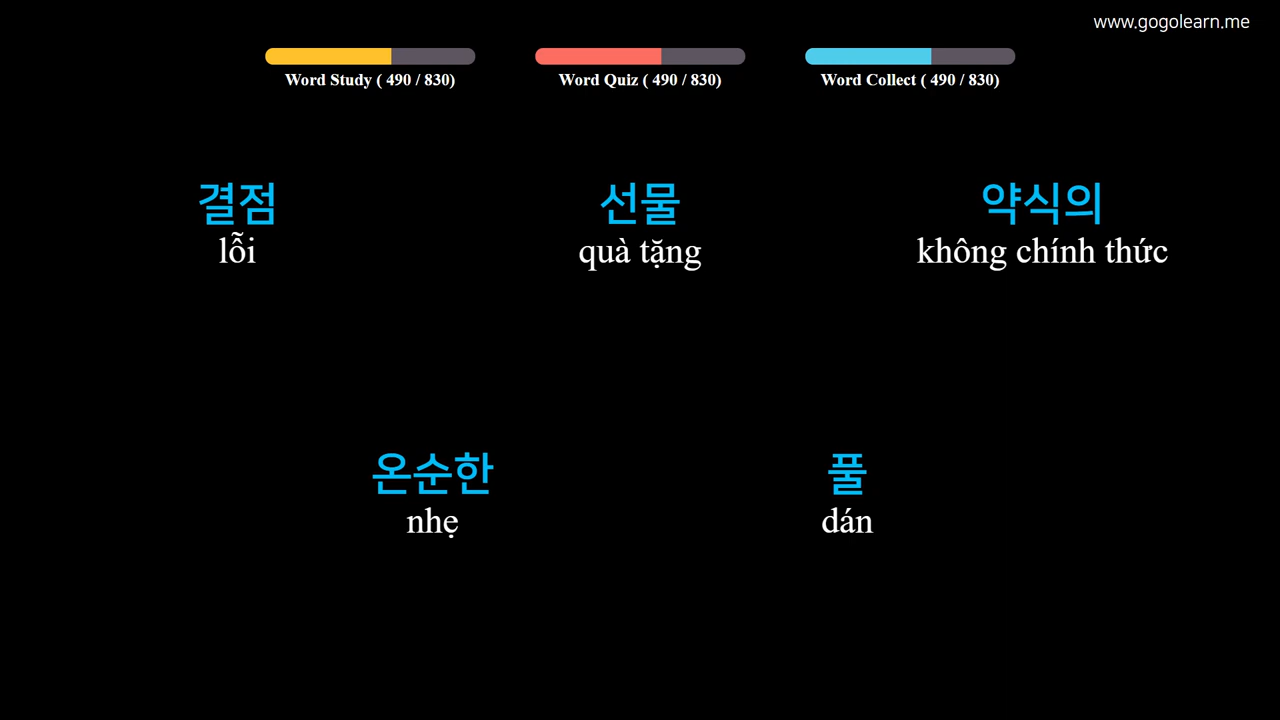 www.gogolearn.me
Word Study ( 490 / 830)
Word Quiz ( 490 / 830)
Word Collect ( 490 / 830)
결점
lỗi
선물
quà tặng
약식의
không chính thức
온순한
nhẹ
풀
dán